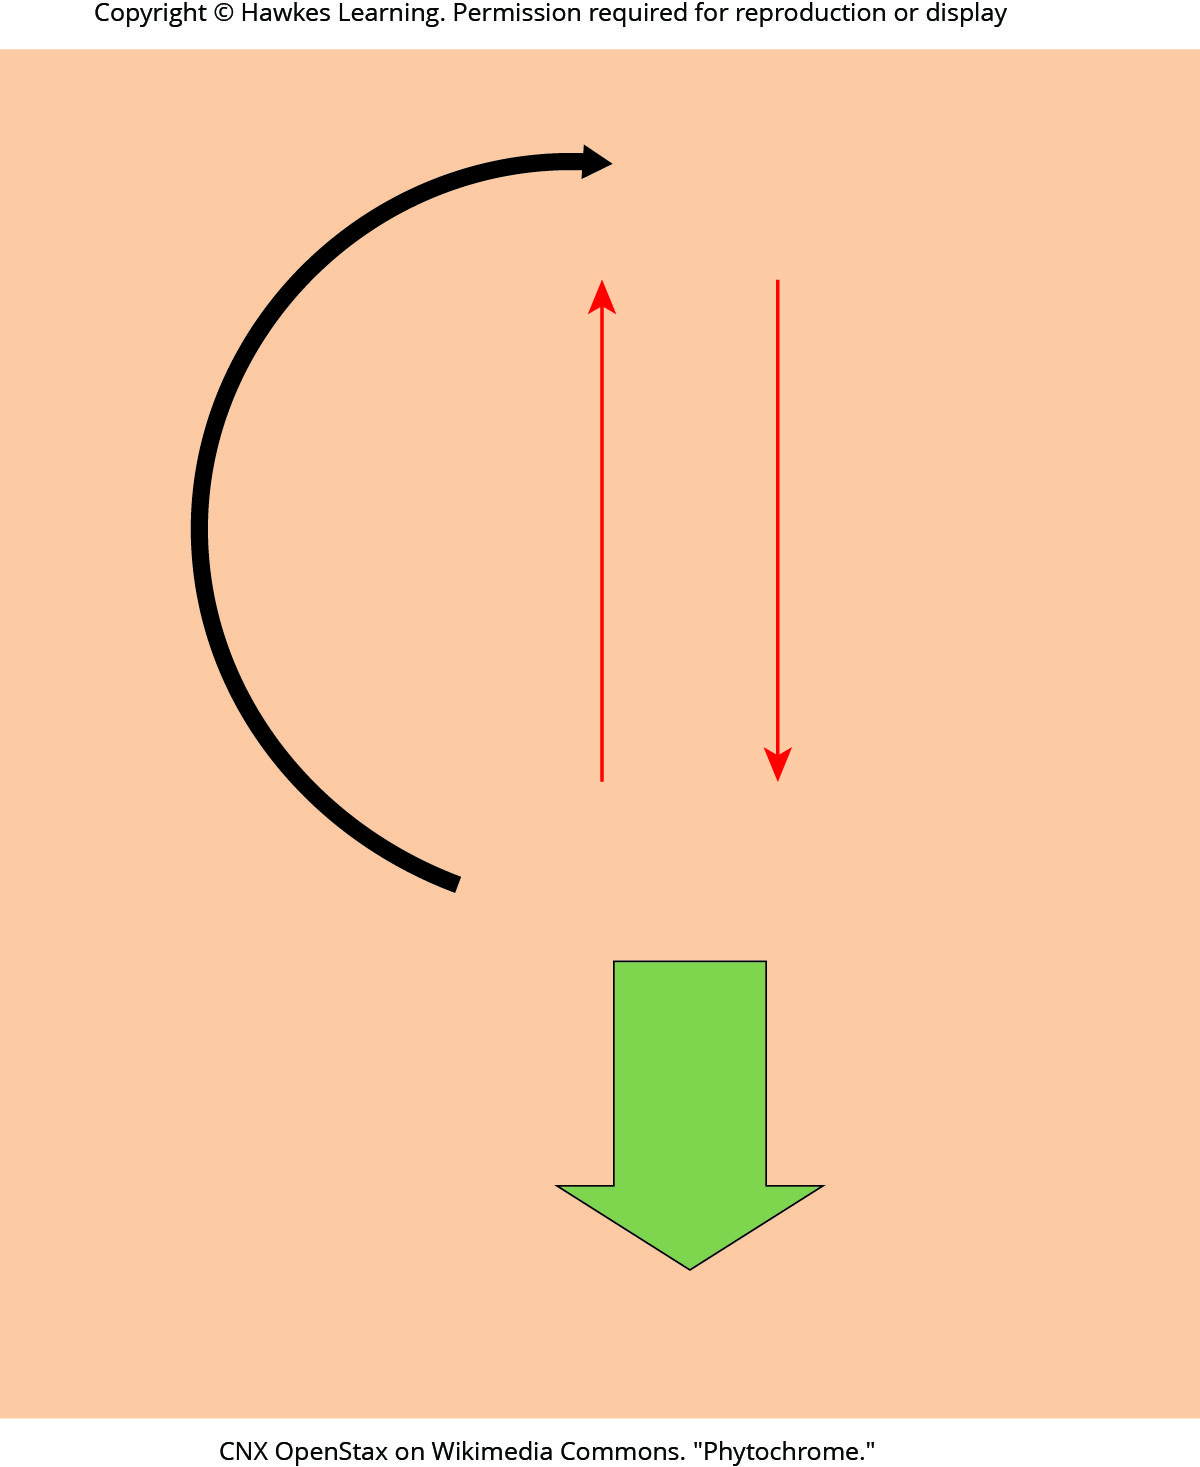 Copyright © Hawkes Learning. Permission required for reproduction or display
CNX OpenStax on Wikimedia Commons. "Phytochrome."